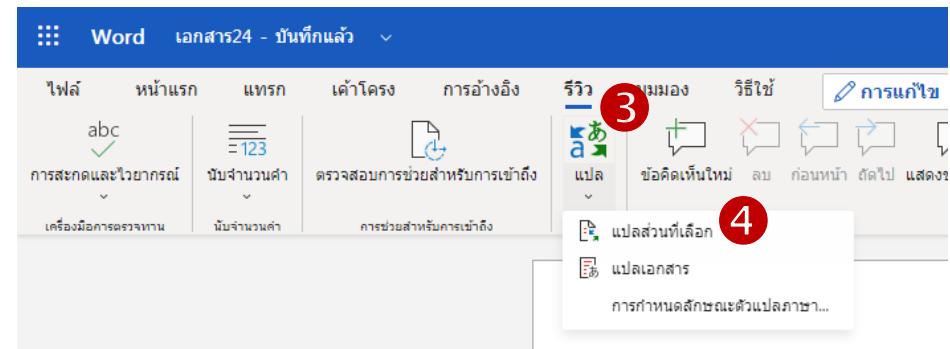 Word เอกสาร24 - บันทึกแล้ว
ไฟล์ หน้าแรก แทรก เค้าโครง การอ้างอิง รีวิว มุมมอง วิธีใช้ การแก้ไข
3
abc
123
a あ
การสะกดและไวยากรณ์ นับจำนวนคำ ตรวจสอบการช่วยสำหรับการเข้าถึง แปล ข้อคิดเห็นใหม่ ลบ ก่อนหน้า ถัดไป
เครื่องมือการตรวจทาน นับจำนวนคำ การช่วยสำหรับการเข้าถึง
แปลส่วนที่เลือก
4
แปลเอกสาร
การกำหนดลักษณะตัวแปลภาษา...